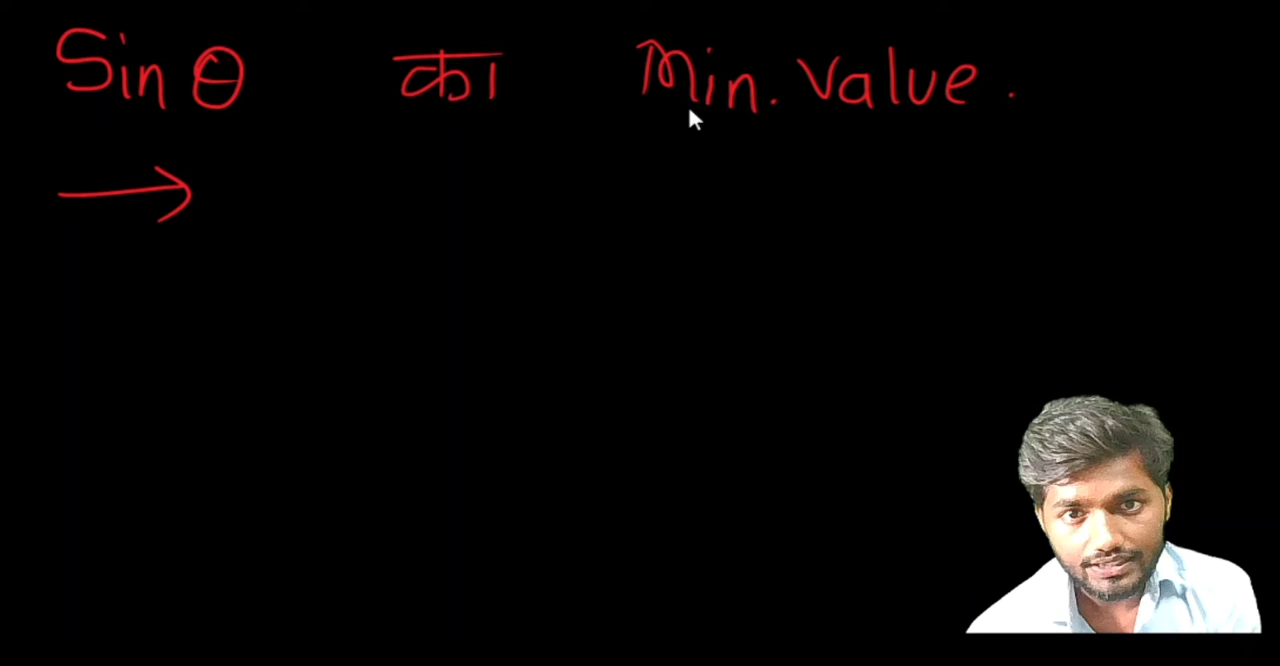 Sin θ का Min. Value.
→